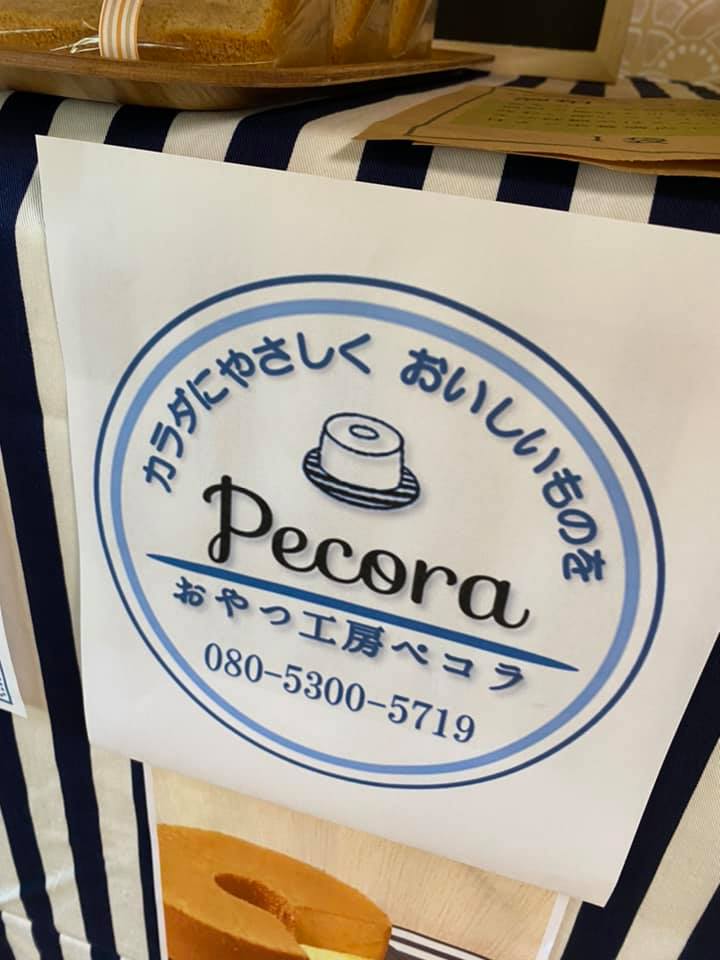 カラダにやさしく おいしいものを
Pecora
おやつ工房ペコラ
080-5300-5719